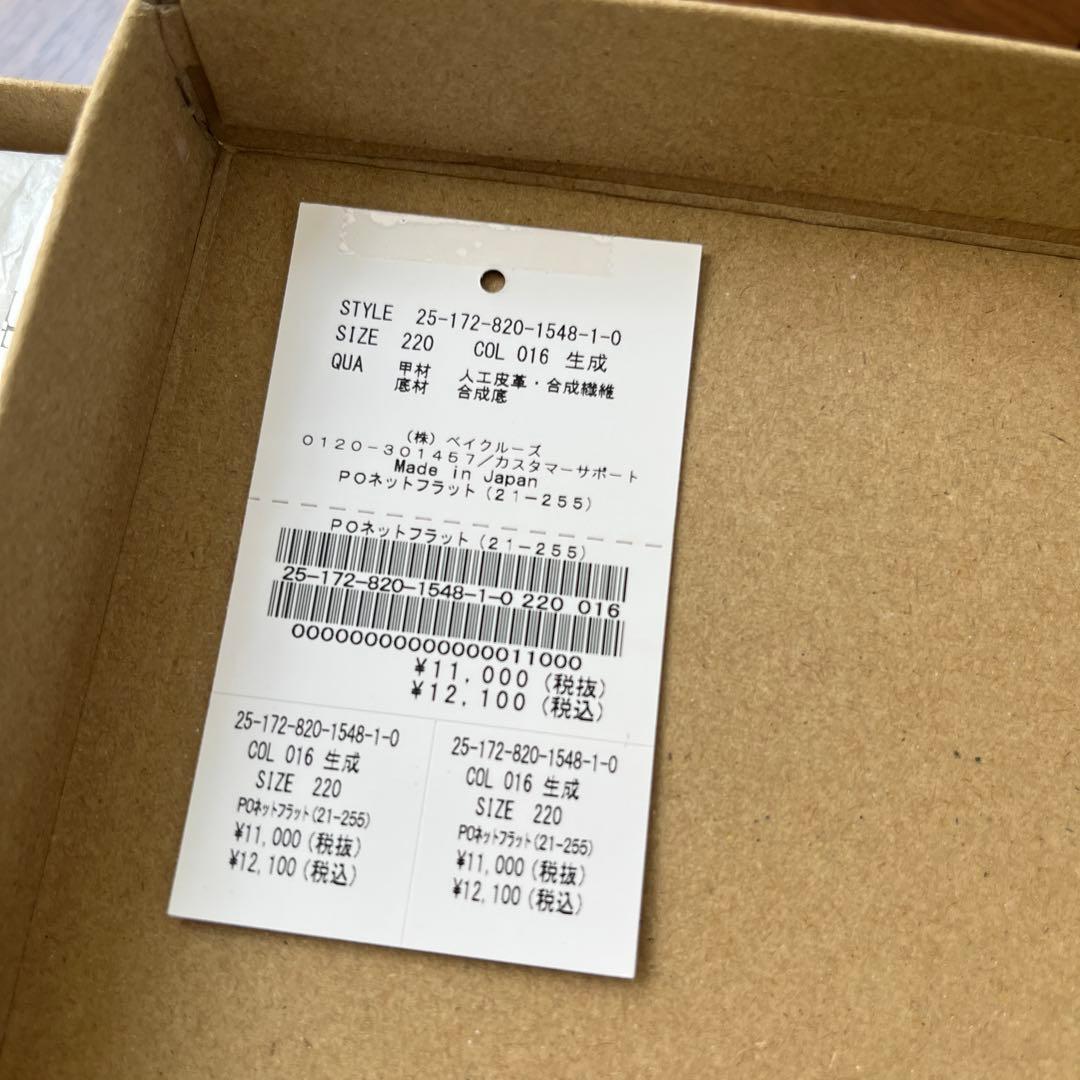 STYLE 25-172-820-1548-1-0
SIZE 220 COL 016 生成
QUA 甲材 人工皮革・合成繊維
底材 合成底
(株) ベイクルーズ
0120-301457/カスタマーサポート
Made in Japan
POネットフラット(21-255)
POネットフラット(21-255)
25-172-820-1548-1-0 220 016
00000000000000011000
¥11,000(税抜)
¥12,100(税込)
25-172-820-1548-1-0
COL 016 生成
SIZE 220
POネットフラット(21-255)
¥11,000(税抜)
¥12,100(税込)
25-172-820-1548-1-0
COL 016 生成
SIZE 220
POネットフラット(21-255)
¥11,000(税抜)
¥12,100(税込)